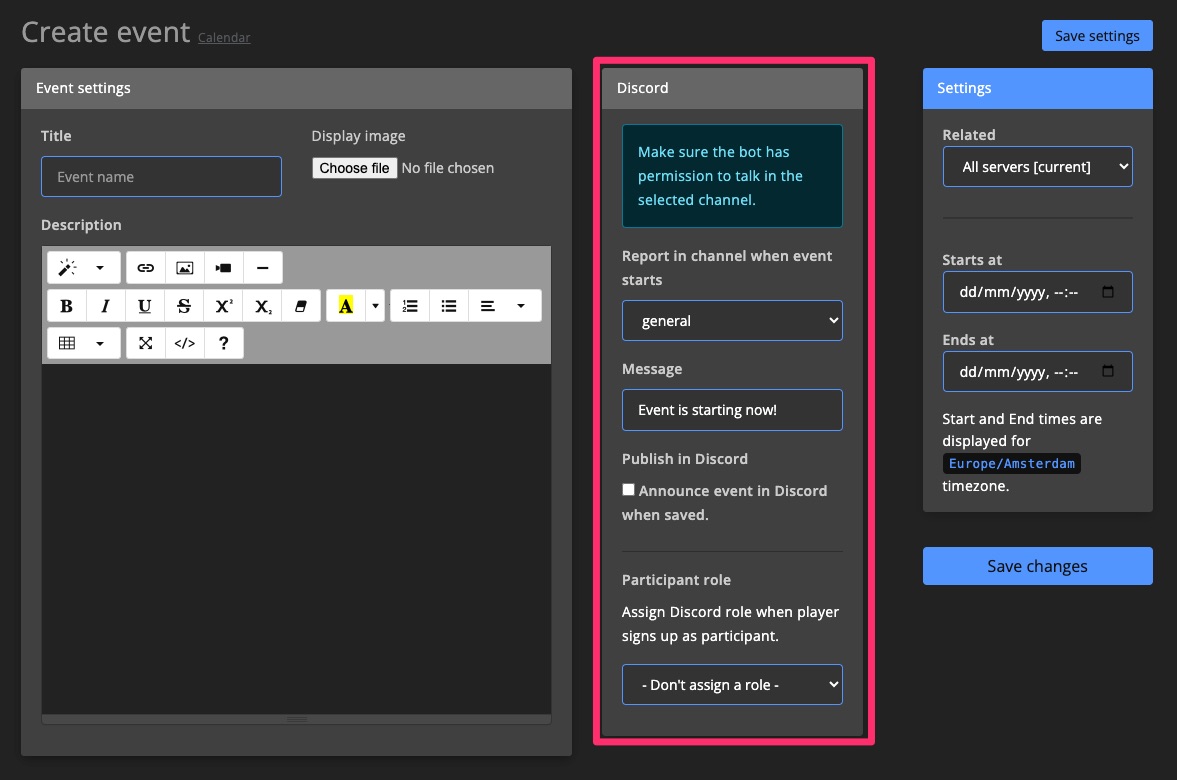 Create event Calendar
Save settings
Event settings
Title
Event name
Display image
Choose file No file chosen
Description
B I U S X² X₂ A
</> ?
Discord
Make sure the bot has
permission to talk in the
selected channel.
Report in channel when event
starts
general
Message
Event is starting now!
Publish in Discord
Announce event in Discord
when saved.
Participant role
Assign Discord role when player
signs up as participant.
- Don't assign a role -
Settings
Related
All servers [current]
Starts at
dd/mm/yyyy, --:--
Ends at
dd/mm/yyyy, --:--
Start and End times are
displayed for
Europe/Amsterdam
timezone.
Save changes